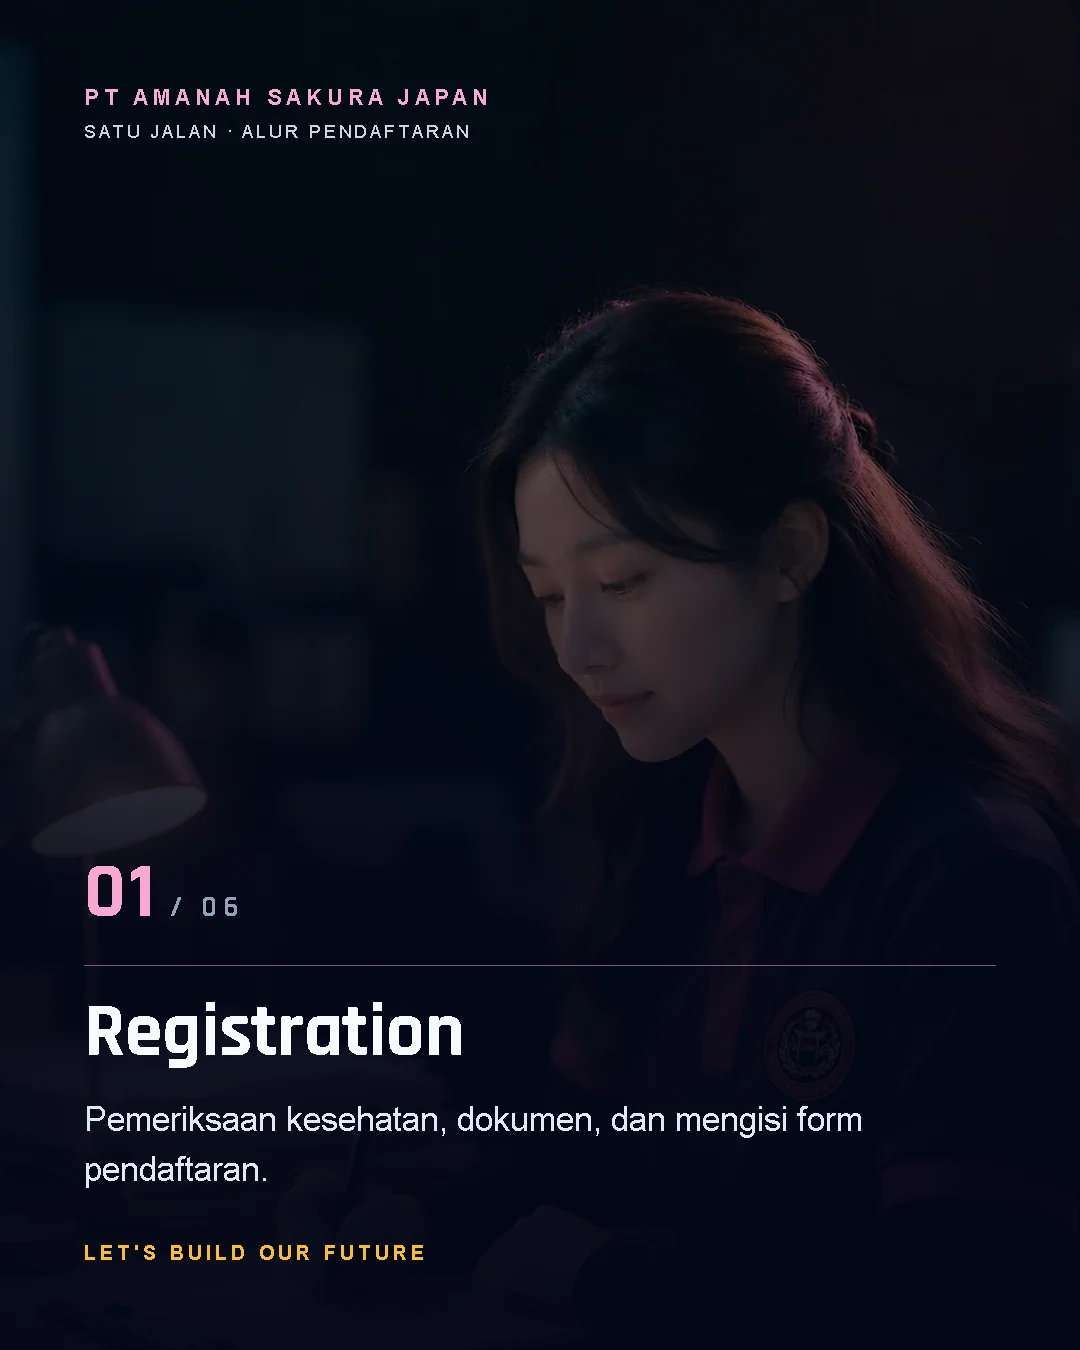 PT AMANAH SAKURA JAPAN
SATU JALAN · ALUR PENDAFTARAN
01 / 06
Registration
Pemeriksaan kesehatan, dokumen, dan mengisi form
pendaftaran.
LET'S BUILD OUR FUTURE